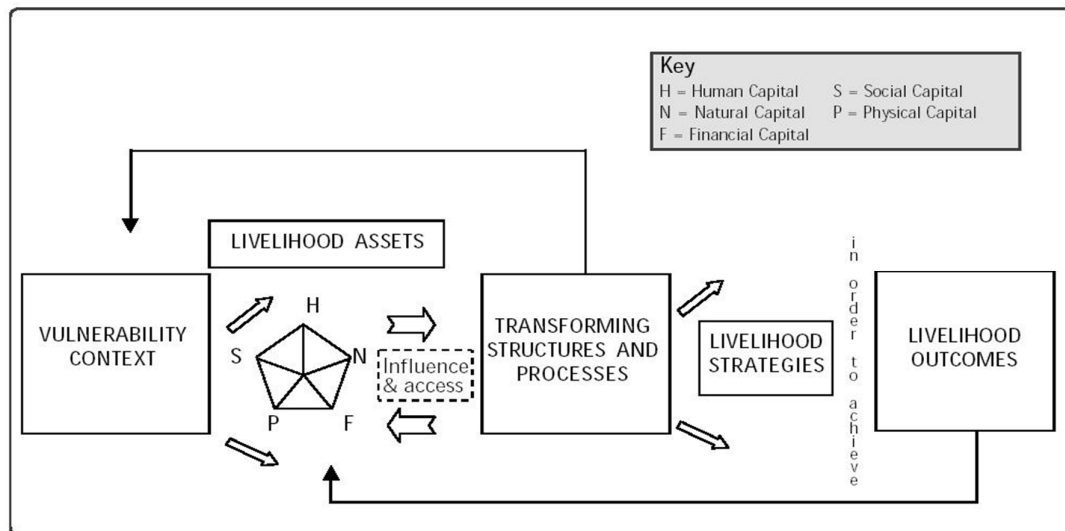 Key
H = Human Capital S = Social Capital
N = Natural Capital P = Physical Capital
F = Financial Capital
LIVELIHOOD ASSETS
VULNERABILITY
CONTEXT
H
S
N
P
F
Influence
& access
TRANSFORMING
STRUCTURES AND
PROCESSES
LIVELIHOOD
STRATEGIES
in order to achieve
LIVELIHOOD
OUTCOMES